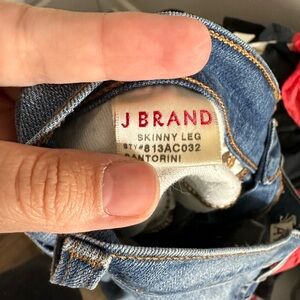 J BRAND
SKINNY LEG
STY#813AC032
SANTORINI